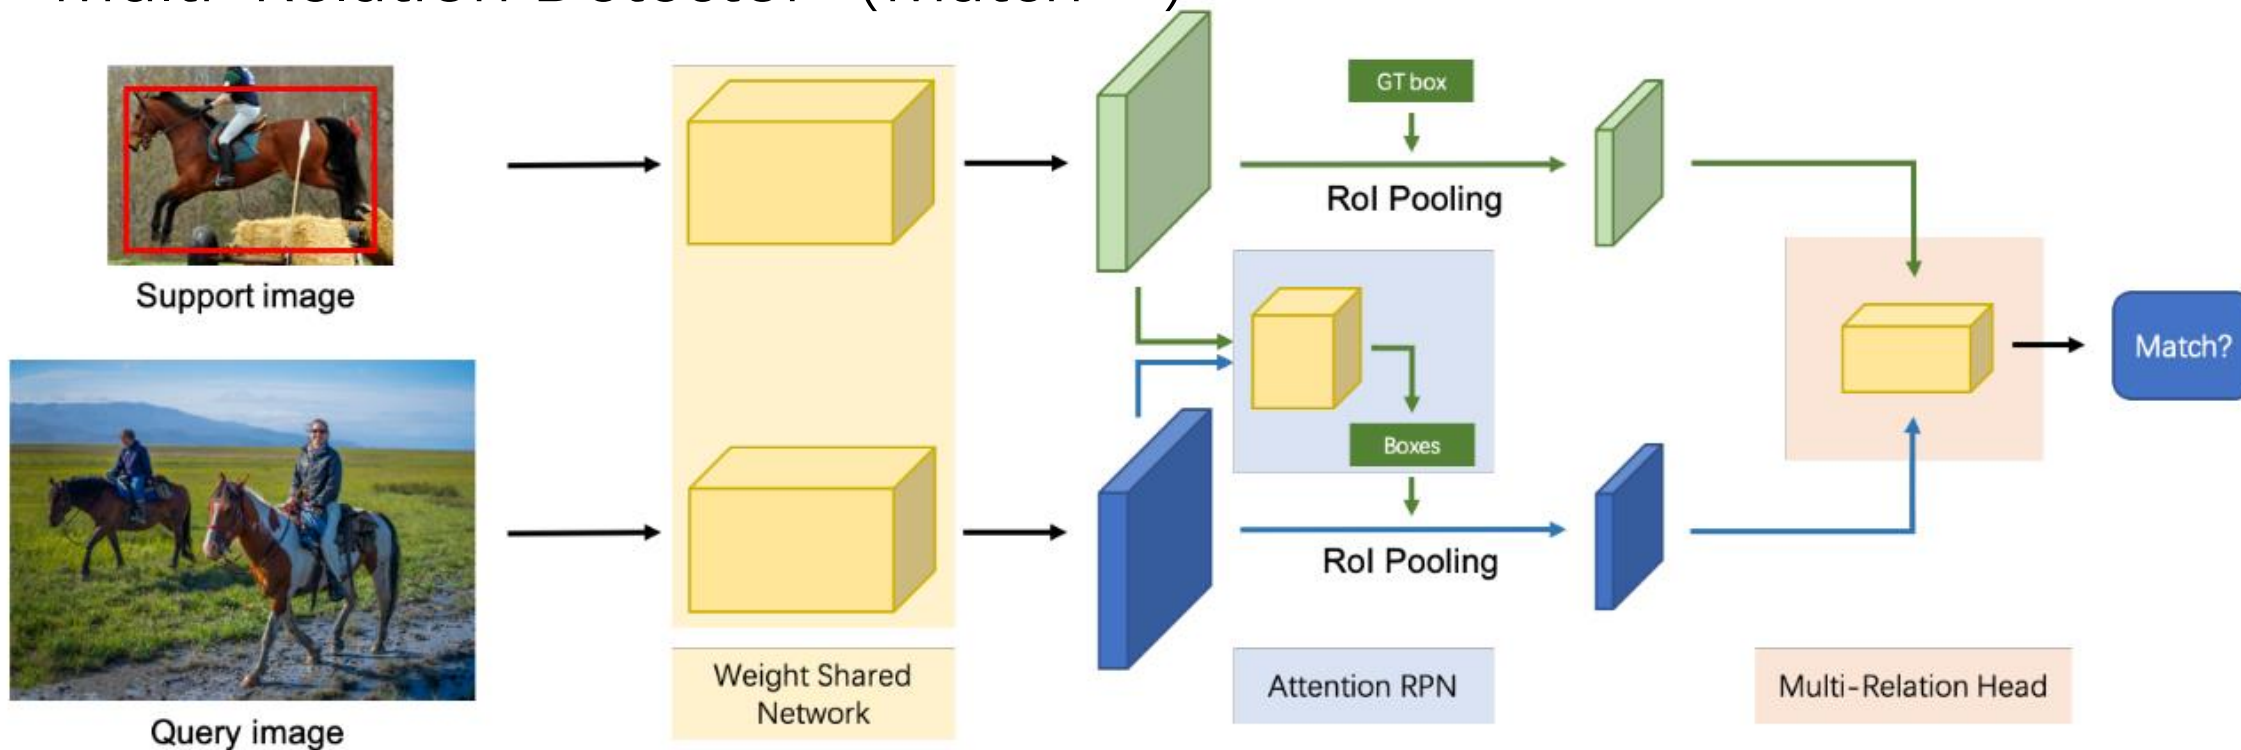 GT box
RoI Pooling
Support image
Match?
Boxes
RoI Pooling
Weight Shared
Network
Attention RPN
Multi-Relation Head
Query image